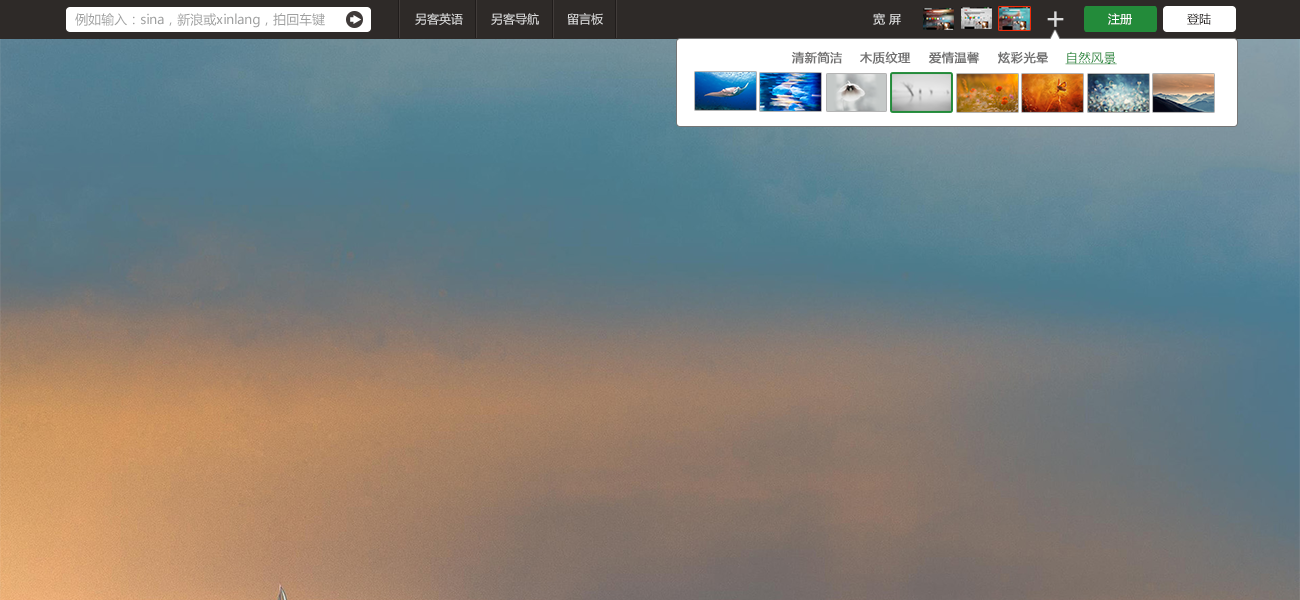 例如输入：sina，新浪或xinlang，拍回车键
另客英语 另客导航 留言板 宽 屏 注册 登陆
清新简洁 木质纹理 爱情温馨 炫彩光晕 自然风景